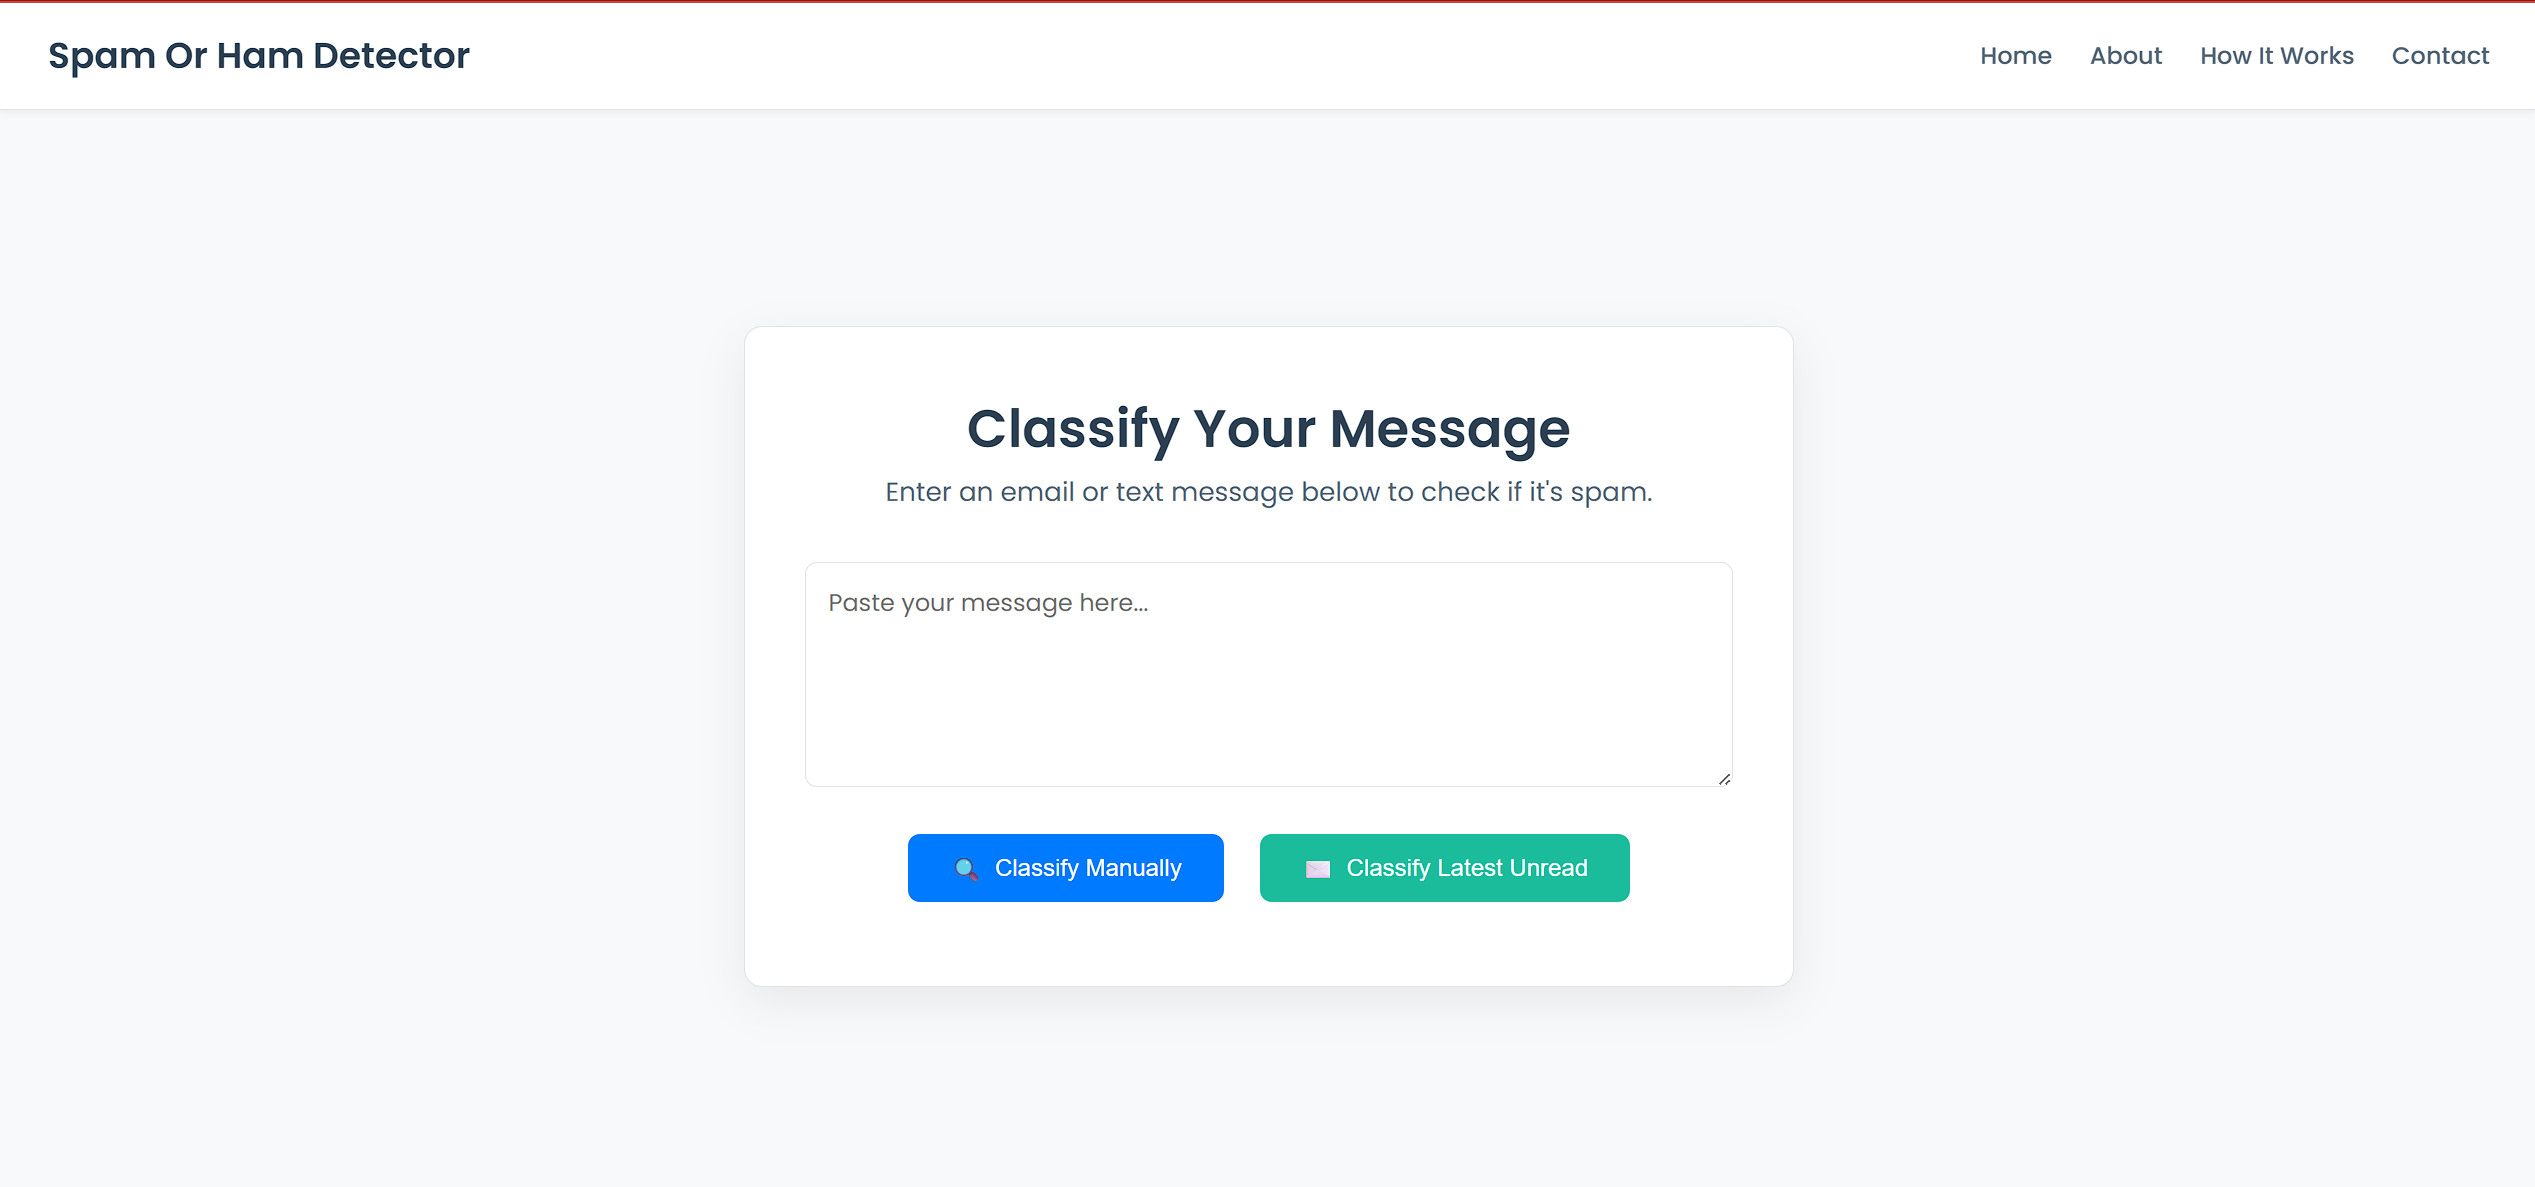 Spam Or Ham Detector
Home About How It Works Contact
Classify Your Message
Enter an email or text message below to check if it's spam.
Paste your message here...
Classify Manually Classify Latest Unread